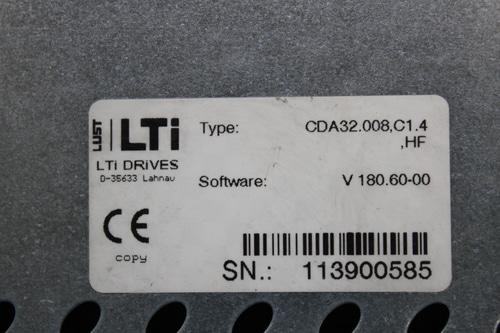 LUST LTi
LTi DRiVES
D-35633 Lahnau
Type: CDA32.008,C1.4
,HF
Software: V 180.60-00
CE
copy
SN.: 113900585